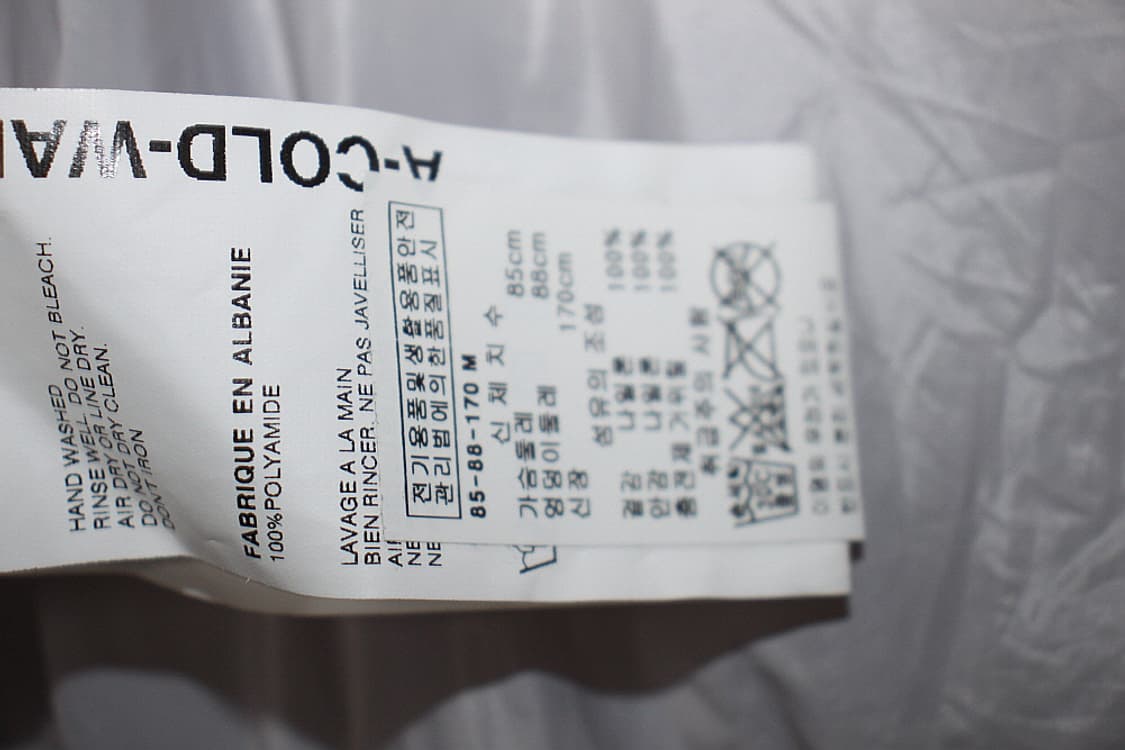 A-COLD-WA
HAND WASHED. DO NOT BLEACH.
RINSE WELL. LINE DRY.
AIR DRY OR
DO NOT DRY CLEAN.
DON'T IRON
FABRIQUE EN ALBANIE
100%POLYAMIDE
LAVAGE A LA MAIN
BIEN RINCER. NE PAS JAVELLISER
AI
NE
NE
전기용품및생활용품안전
관리법에의한품질표시
85-88-170 M
신 체 치 수
가슴둘레 85cm
엉덩이둘레 88cm
신장 170cm
섬유의 조성
겉감 나일론 100%
안감 나일론 100%
충전제 거위털 100%
취급주의 사항